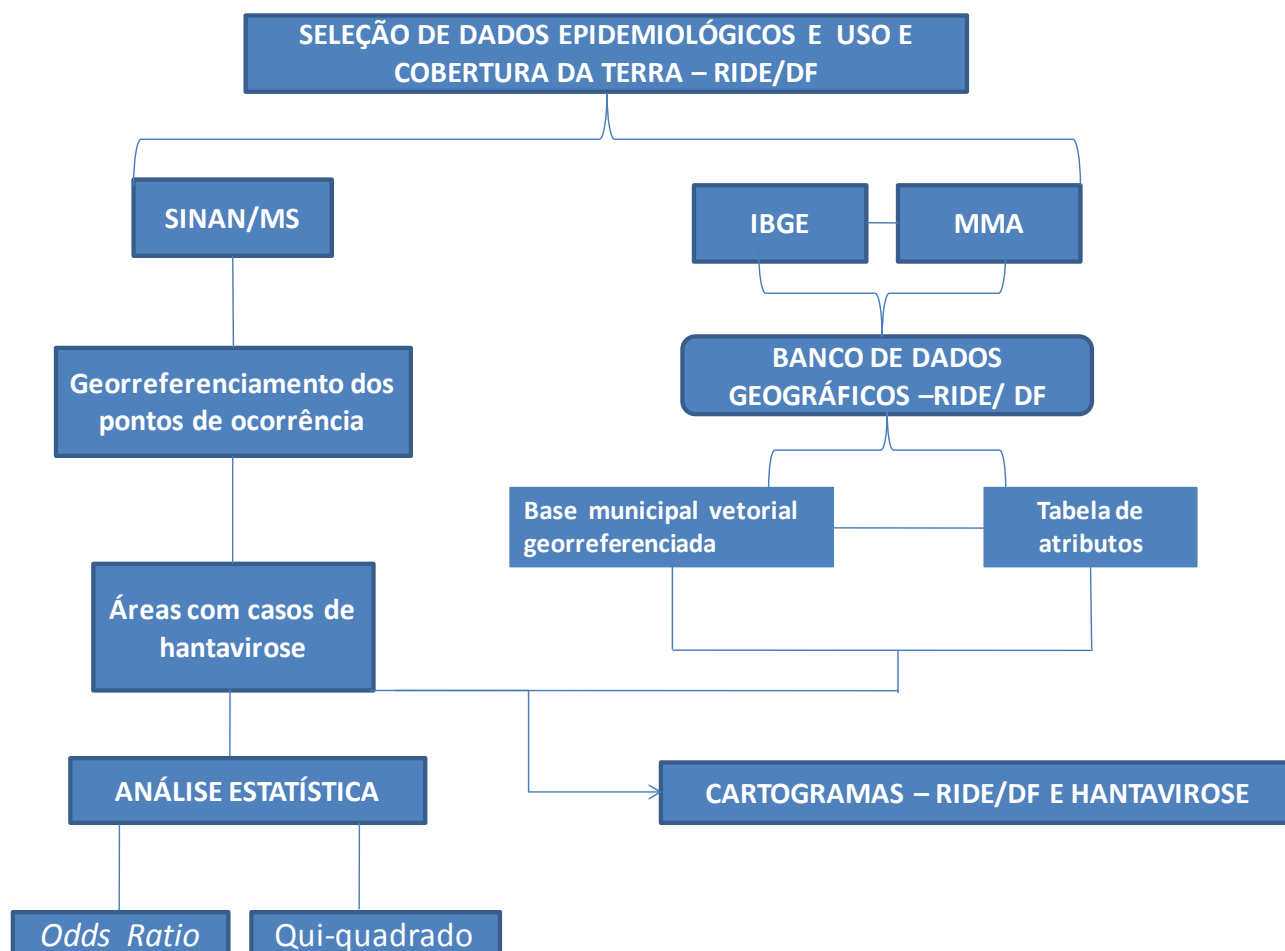 SELEÇÃO DE DADOS EPIDEMIOLÓGICOS E USO E
COBERTURA DA TERRA – RIDE/DF
SINAN/MS
IBGE
MMA
Georreferenciamento dos
pontos de ocorrência
BANCO DE DADOS
GEOGRÁFICOS –RIDE/ DF
Base municipal vetorial
georreferenciada
Tabela de
atributos
Áreas com casos de
hantavirose
ANÁLISE ESTATÍSTICA
CARTOGRAMAS – RIDE/DF E HANTAVIROSE
Odds Ratio
Qui-quadrado